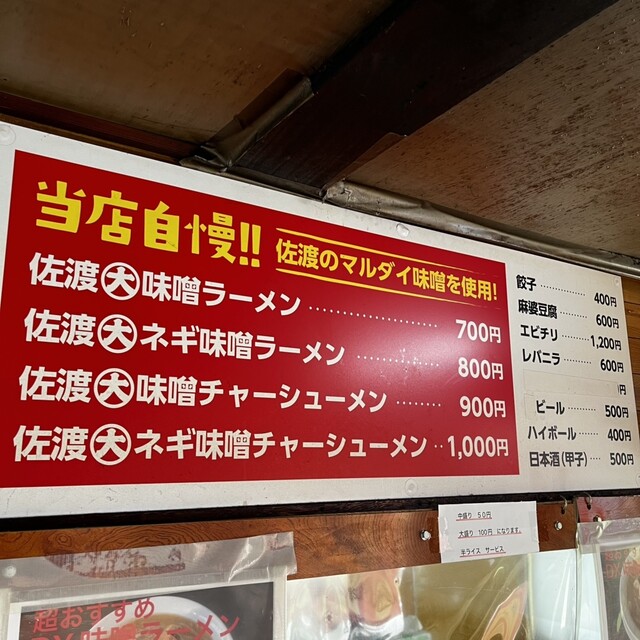 当店自慢!!
佐渡のマルダイ味噌を使用!
佐渡大味噌ラーメン 700円
佐渡大ネギ味噌ラーメン 800円
佐渡大味噌チャーシューメン 900円
佐渡大ネギ味噌チャーシューメン 1,000円
餃子 400円
麻婆豆腐 600円
エビチリ 1,200円
レバニラ 600円
円
ビール 500円
ハイボール 400円
日本酒(甲子) 500円
中盛り 50円
大盛り 100円 になります。
半ライス サービス
超おすすめ
味噌ラーメン